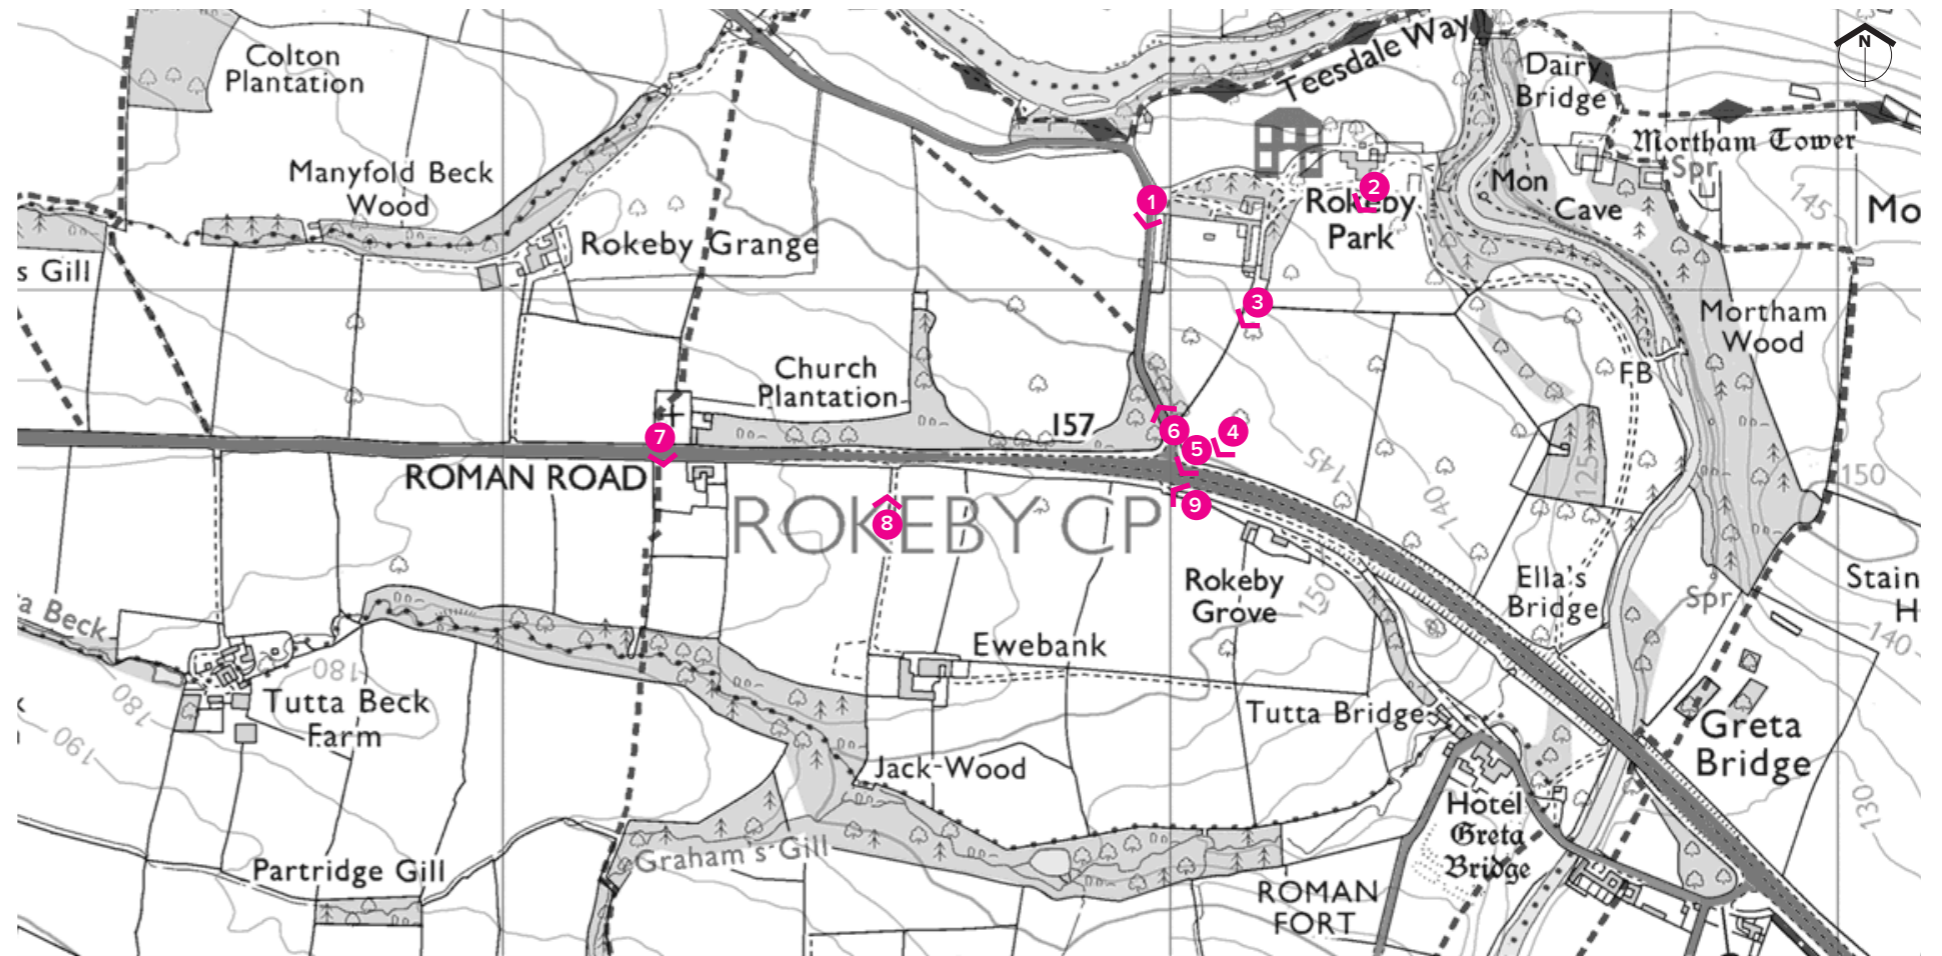 Colton
Plantation
Teesdale Way
Dairy
Bridge
N
Mortham Tower
Spr
Manyfold Beck
Wood
Mon
145
Mo
Cave
1
2
Rokeby
Park
Rokeby Grange
s Gill
3
Mortham
Wood
Church
Plantation
FB
157
6
4
7
5
ROMAN ROAD
145
140
125
150
9
8
ROKEBY CP
Rokeby
Grove
150
Ella's
Bridge
Spr
Stain
H
140
a Beck
Ewebank
180
180
Tutta Beck
Farm
190
Tutta Bridge
Greta
Bridge
Jack Wood
Hotel
Greta
Bridge
130
Graham's Gill
Partridge Gill
ROMAN
FORT